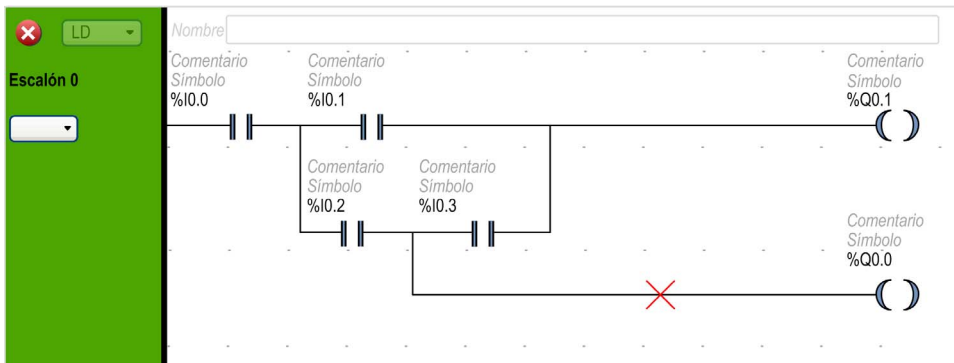 LD
Nombre
Escalón 0
Comentario
Símbolo
%I0.0
Comentario
Símbolo
%I0.1
Comentario
Símbolo
%Q0.1
Comentario
Símbolo
%I0.2
Comentario
Símbolo
%I0.3
Comentario
Símbolo
%Q0.0